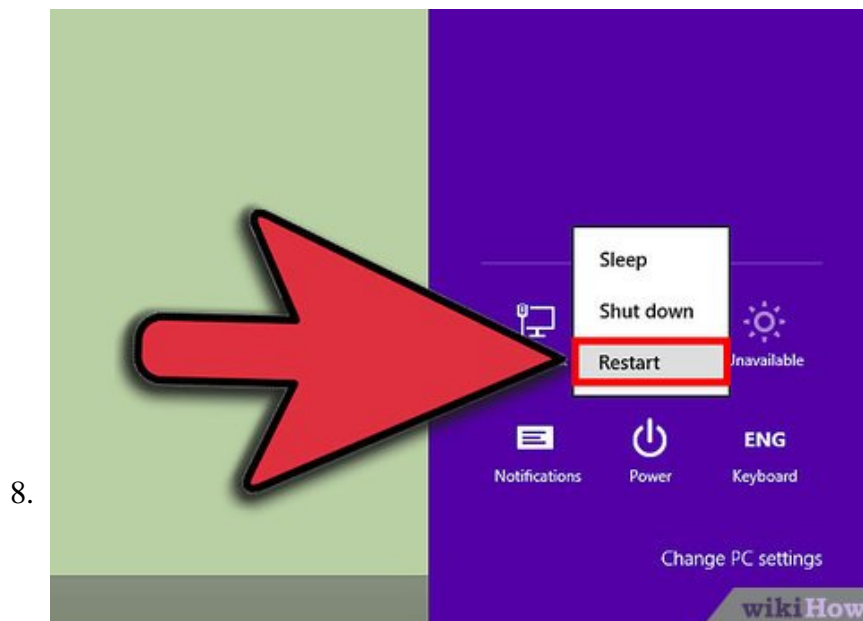 Sleep
Shut down
Restart
Unavailable
Notifications
Power
ENG
Keyboard
8.
Change PC settings
wikiHow